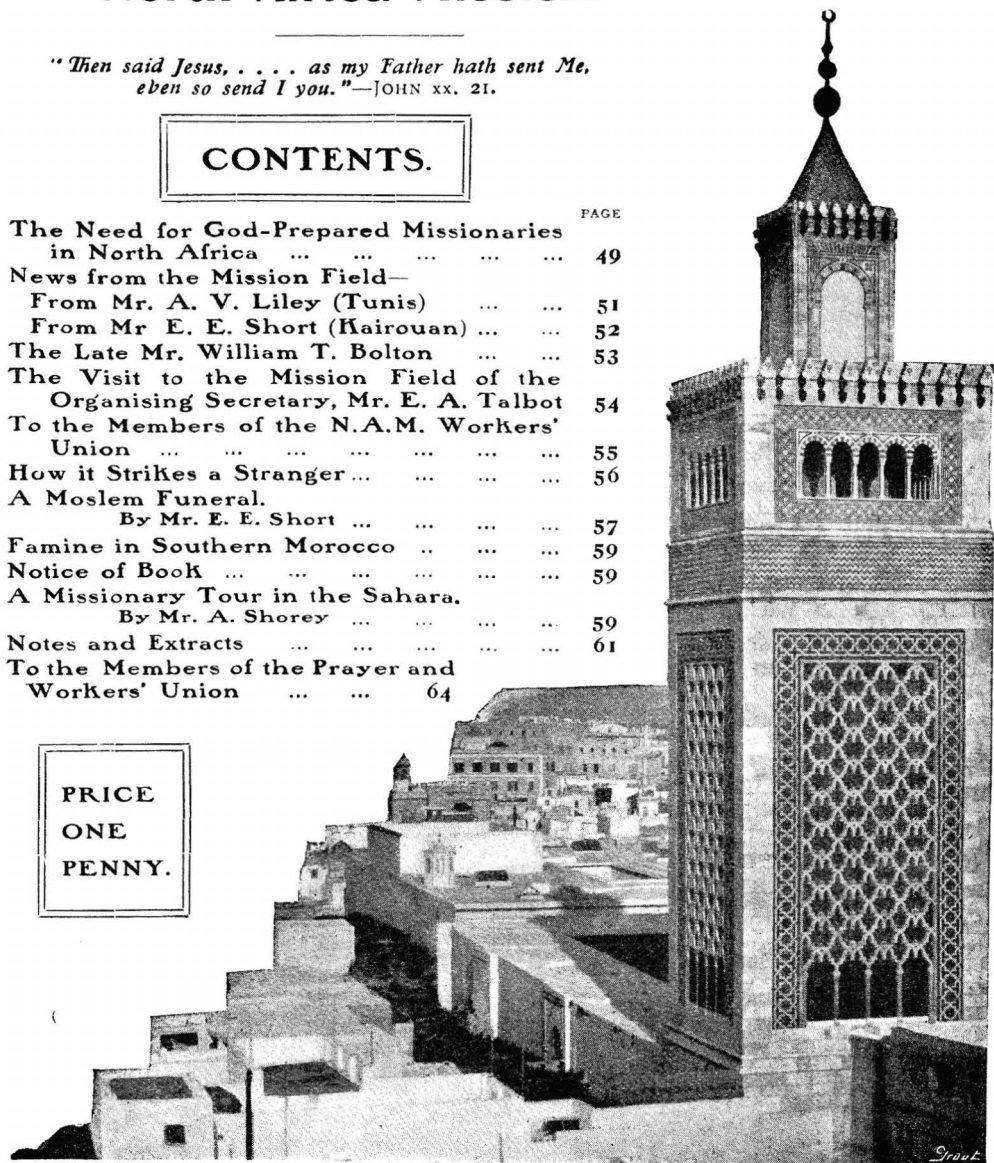 " Then said Jesus, . . . . as my Father hath sent Me,
eben so send I you."—JOHN xx. 21.
CONTENTS.
PAGE
The Need for God-Prepared Missionaries
in North Africa ... ... ... ... ... 49
News from the Mission Field—
From Mr. A. V. Liley (Tunis) ... ... 51
From Mr E. E. Short (Kairouan) ... ... 52
The Late Mr. William T. Bolton ... ... 53
The Visit to the Mission Field of the
Organising Secretary, Mr. E. A. Talbot 54
To the Members of the N.A.M. Workers'
Union ... ... ... ... ... ... ... 55
How it Strikes a Stranger ... ... ... ... 56
A Moslem Funeral.
By Mr. E. E. Short ... ... ... ... 57
Famine in Southern Morocco .. ... ... 59
Notice of Book ... ... ... ... ... ... 59
A Missionary Tour in the Sahara.
By Mr. A. Shorey ... ... ... ... 59
Notes and Extracts ... ... ... ... ... 61
To the Members of the Prayer and
Workers' Union ... ... 64
PRICE
ONE
PENNY.